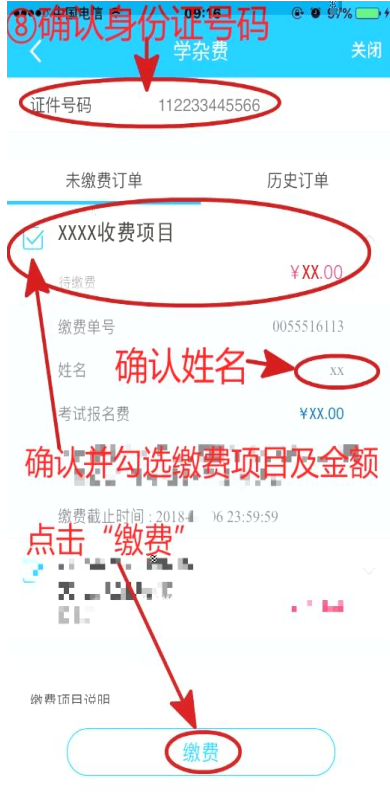 中国电信 09:16 97%
⑧确认身份证号码
学杂费 关闭
证件号码 112233445566
未缴费订单 历史订单
XXXX收费项目
待缴费 ¥XX.00
缴费单号 0055516113
确认姓名
姓名 xx
考试报名费 ¥XX.00
确认并勾选缴费项目及金额
缴费截止时间 : 2018- 06 23:59:59
点击“缴费”
缴费项目说明
缴费